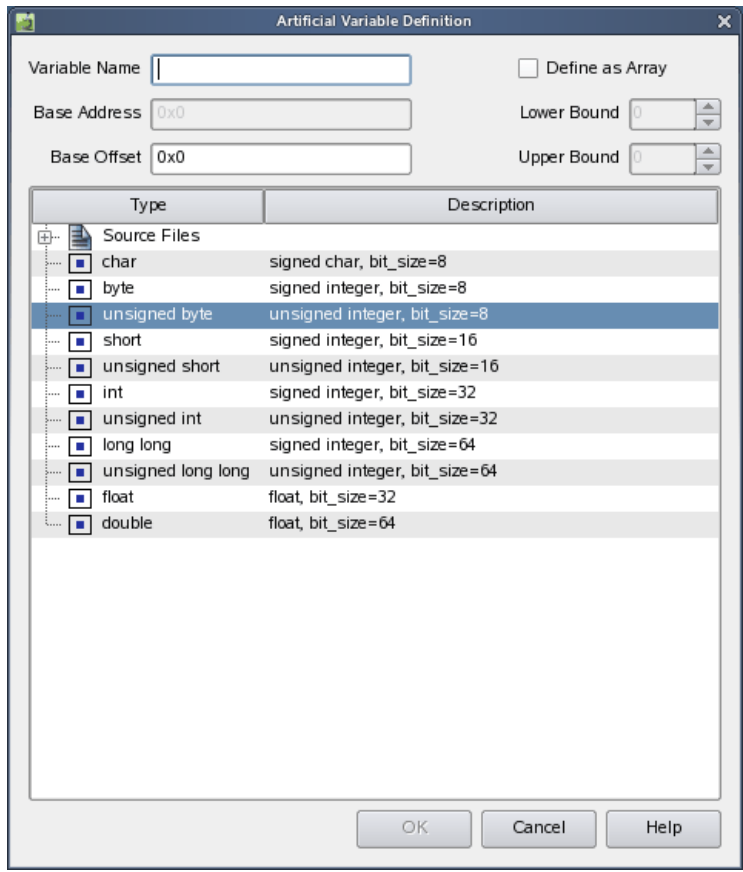 Artificial Variable Definition
Variable Name
Define as Array
Base Address 0x0
Lower Bound 0
Base Offset 0x0
Upper Bound 0
Type Description
Source Files
char signed char, bit_size=8
byte signed integer, bit_size=8
unsigned byte unsigned integer, bit_size=8
short signed integer, bit_size=16
unsigned short unsigned integer, bit_size=16
int signed integer, bit_size=32
unsigned int unsigned integer, bit_size=32
long long signed integer, bit_size=64
unsigned long long unsigned integer, bit_size=64
float float, bit_size=32
double float, bit_size=64
OK Cancel Help